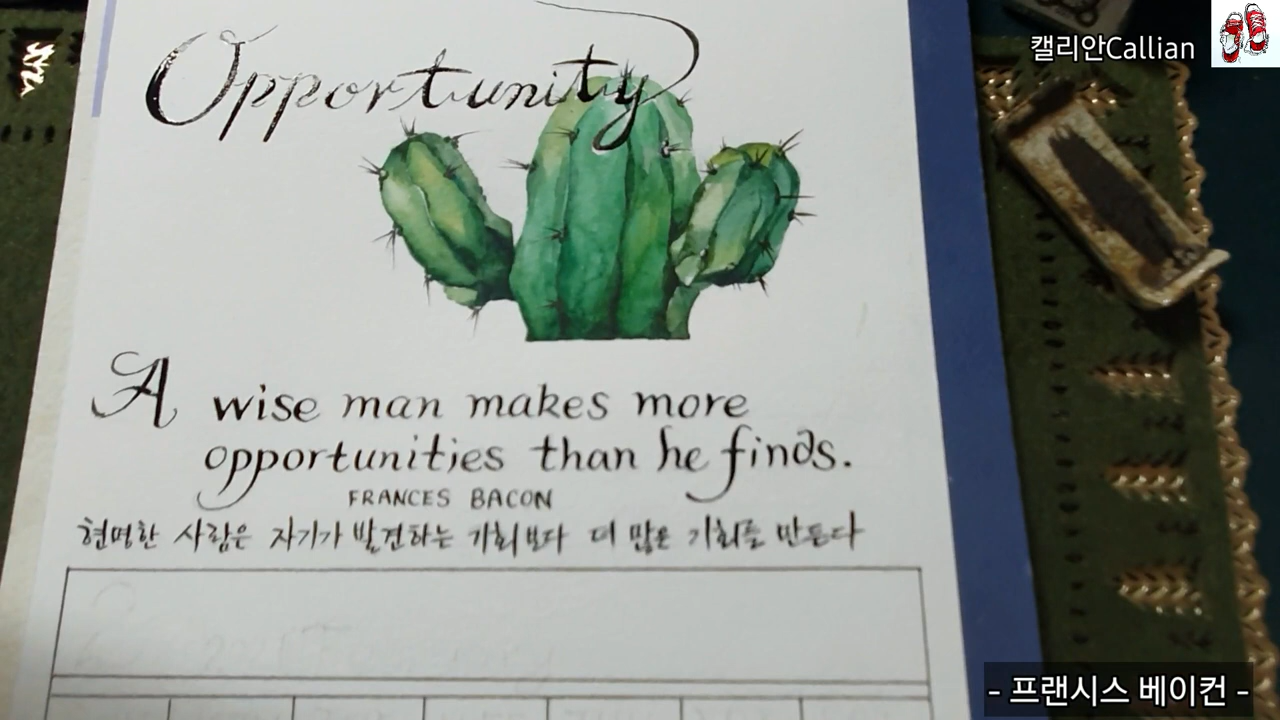 캘리안Callian
Opportunity
A wise man makes more
opportunities than he finds.
FRANCES BACON
현명한 사람은 자기가 발견하는 기회보다 더 많은 기회를 만든다
- 프랜시스 베이컨 -